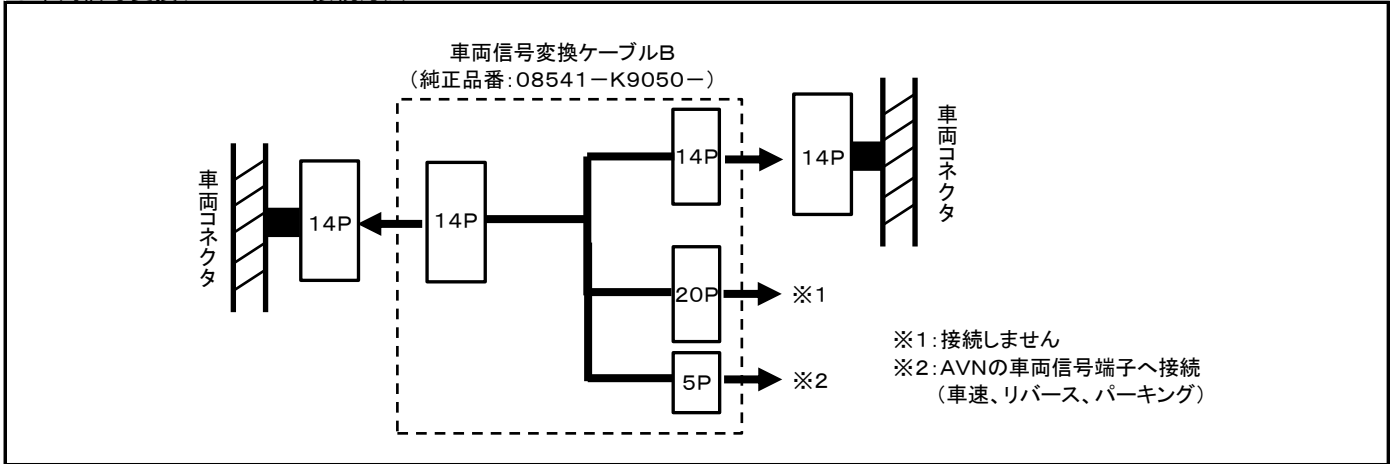 車両信号変換ケーブルB
(純正品番:08541-K9050-)
車両コネクタ
14P
14P
14P
14P
車両コネクタ
20P
※1
5P
※2
※1:接続しません
※2:AVNの車両信号端子へ接続
(車速、リバース、パーキング)